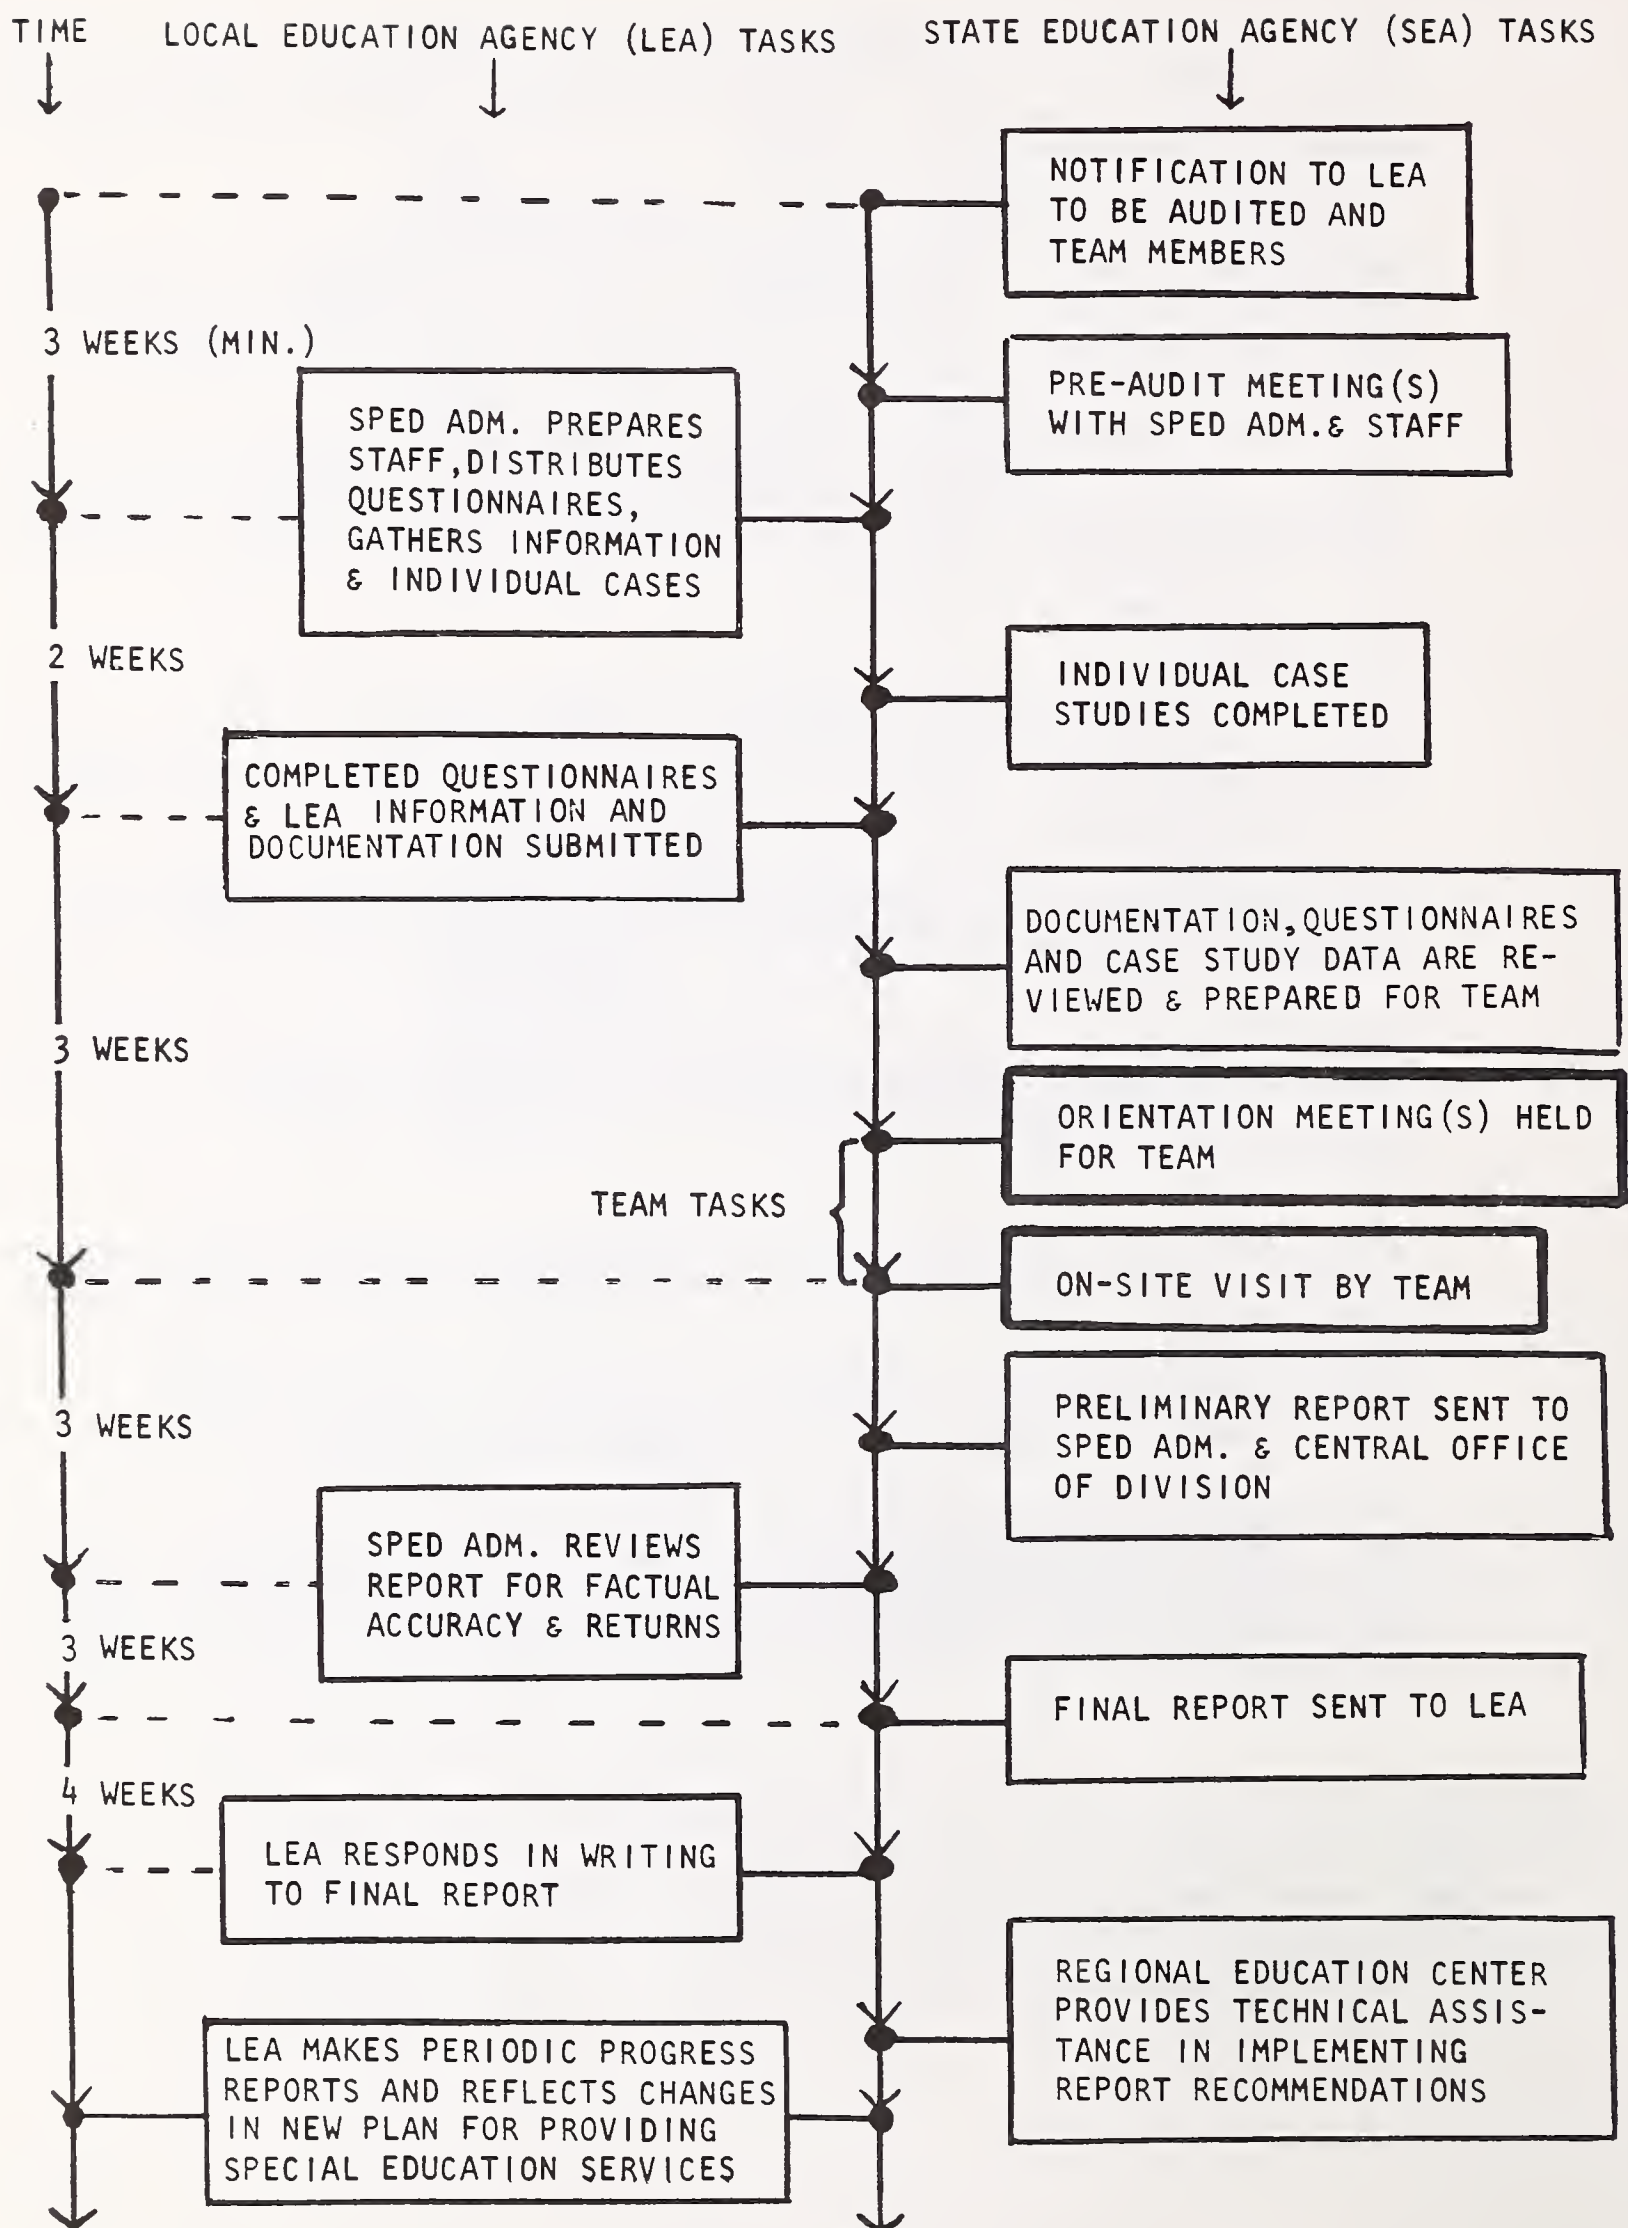 TIME
LOCAL EDUCATION AGENCY (LEA) TASKS
STATE EDUCATION AGENCY (SEA) TASKS
NOTIFICATION TO LEA
TO BE AUDITED AND
TEAM MEMBERS
3 WEEKS (MIN.)
PRE-AUDIT MEETING(S)
WITH SPED ADM.& STAFF
SPED ADM. PREPARES
STAFF,DISTRIBUTES
QUESTIONNAIRES,
GATHERS INFORMATION
& INDIVIDUAL CASES
2 WEEKS
INDIVIDUAL CASE
STUDIES COMPLETED
COMPLETED QUESTIONNAIRES
& LEA INFORMATION AND
DOCUMENTATION SUBMITTED
DOCUMENTATION,QUESTIONNAIRES
AND CASE STUDY DATA ARE RE-
VIEWED & PREPARED FOR TEAM
3 WEEKS
ORIENTATION MEETING(S) HELD
FOR TEAM
TEAM TASKS
ON-SITE VISIT BY TEAM
PRELIMINARY REPORT SENT TO
SPED ADM. & CENTRAL OFFICE
OF DIVISION
3 WEEKS
SPED ADM. REVIEWS
REPORT FOR FACTUAL
ACCURACY & RETURNS
3 WEEKS
FINAL REPORT SENT TO LEA
4 WEEKS
LEA RESPONDS IN WRITING
TO FINAL REPORT
REGIONAL EDUCATION CENTER
PROVIDES TECHNICAL ASSIS-
TANCE IN IMPLEMENTING
REPORT RECOMMENDATIONS
LEA MAKES PERIODIC PROGRESS
REPORTS AND REFLECTS CHANGES
IN NEW PLAN FOR PROVIDING
SPECIAL EDUCATION SERVICES